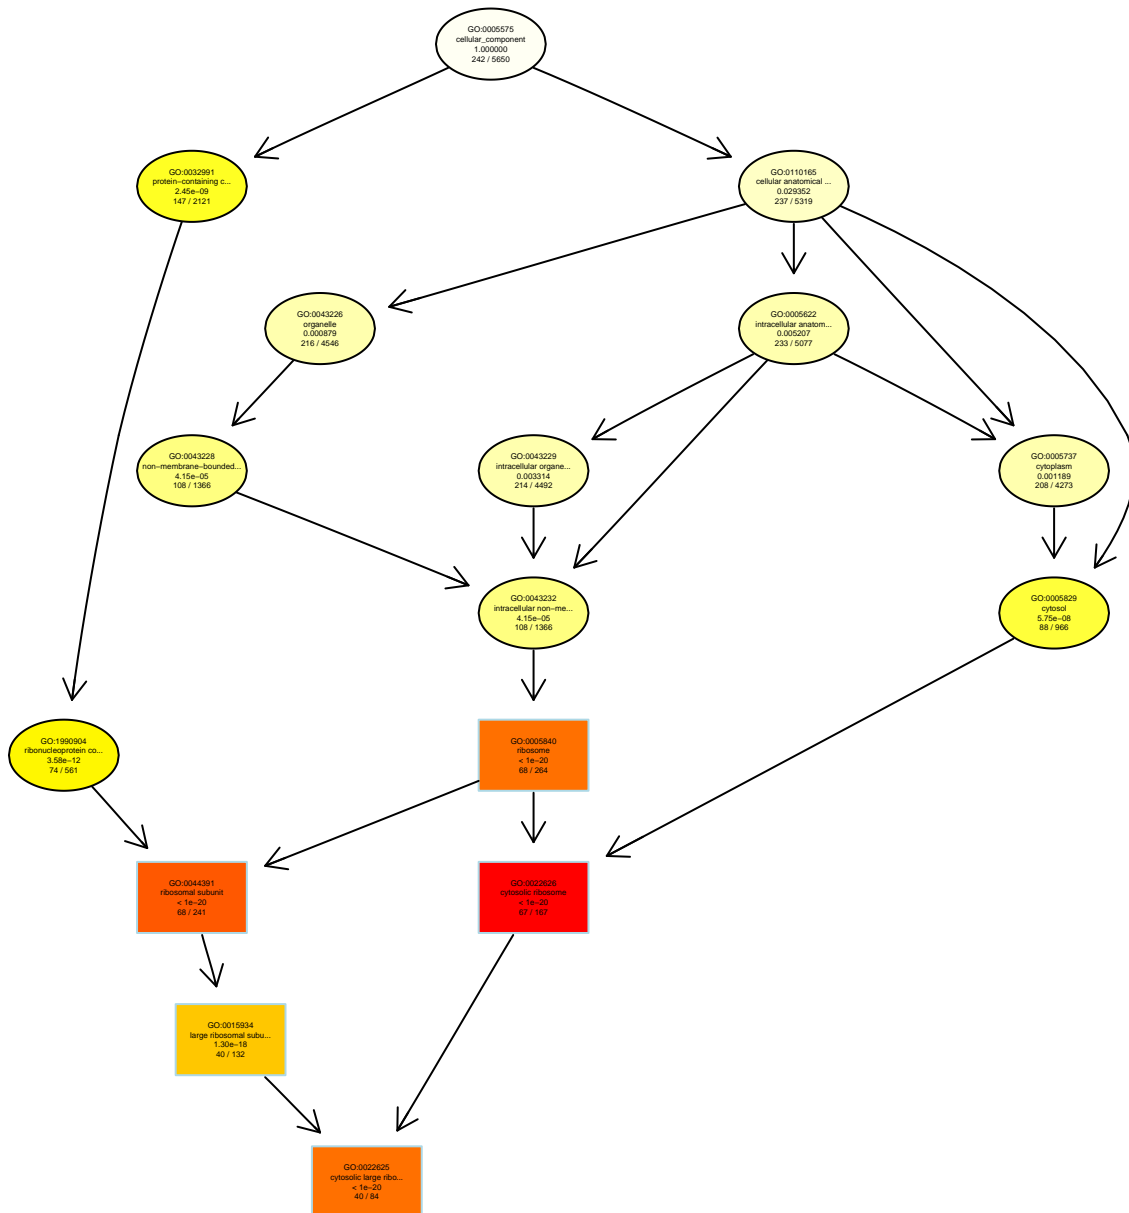 GO:0005575
cellular_component
1.000000
242 / 5650
GO:0032991
protein−containing c...
2.45e−09
147 / 2121
GO:0110165
cellular anatomical ...
0.029352
237 / 5319
GO:0043226
organelle
0.000879
216 / 4546
GO:0005622
intracellular anatom...
0.005207
233 / 5077
GO:0043228
non−membrane−bounded...
4.15e−05
108 / 1366
GO:0043229
intracellular organe...
0.003314
214 / 4492
GO:0005737
cytoplasm
0.001189
208 / 4273
GO:0043232
intracellular non−me...
4.15e−05
108 / 1366
GO:0005829
cytosol
5.75e−08
88 / 966
GO:1990904
ribonucleoprotein co...
3.58e−12
74 / 561
GO:0005840
ribosome
< 1e−20
68 / 264
GO:0044391
ribosomal subunit
< 1e−20
68 / 241
GO:0022626
cytosolic ribosome
< 1e−20
67 / 167
GO:0015934
large ribosomal subu...
1.30e−18
40 / 132
GO:0022625
cytosolic large ribo...
< 1e−20
40 / 84